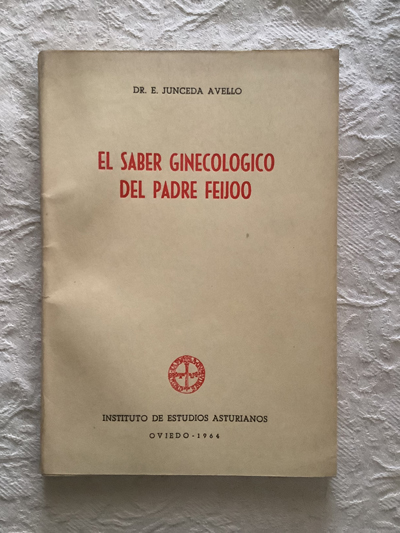 DR. E. JUNCEDA AVELLO
EL SABER GINECOLOGICO
DEL PADRE FEIJOO
INSTITUTO DE ESTUDIOS ASTURIANOS
OVIEDO-1964